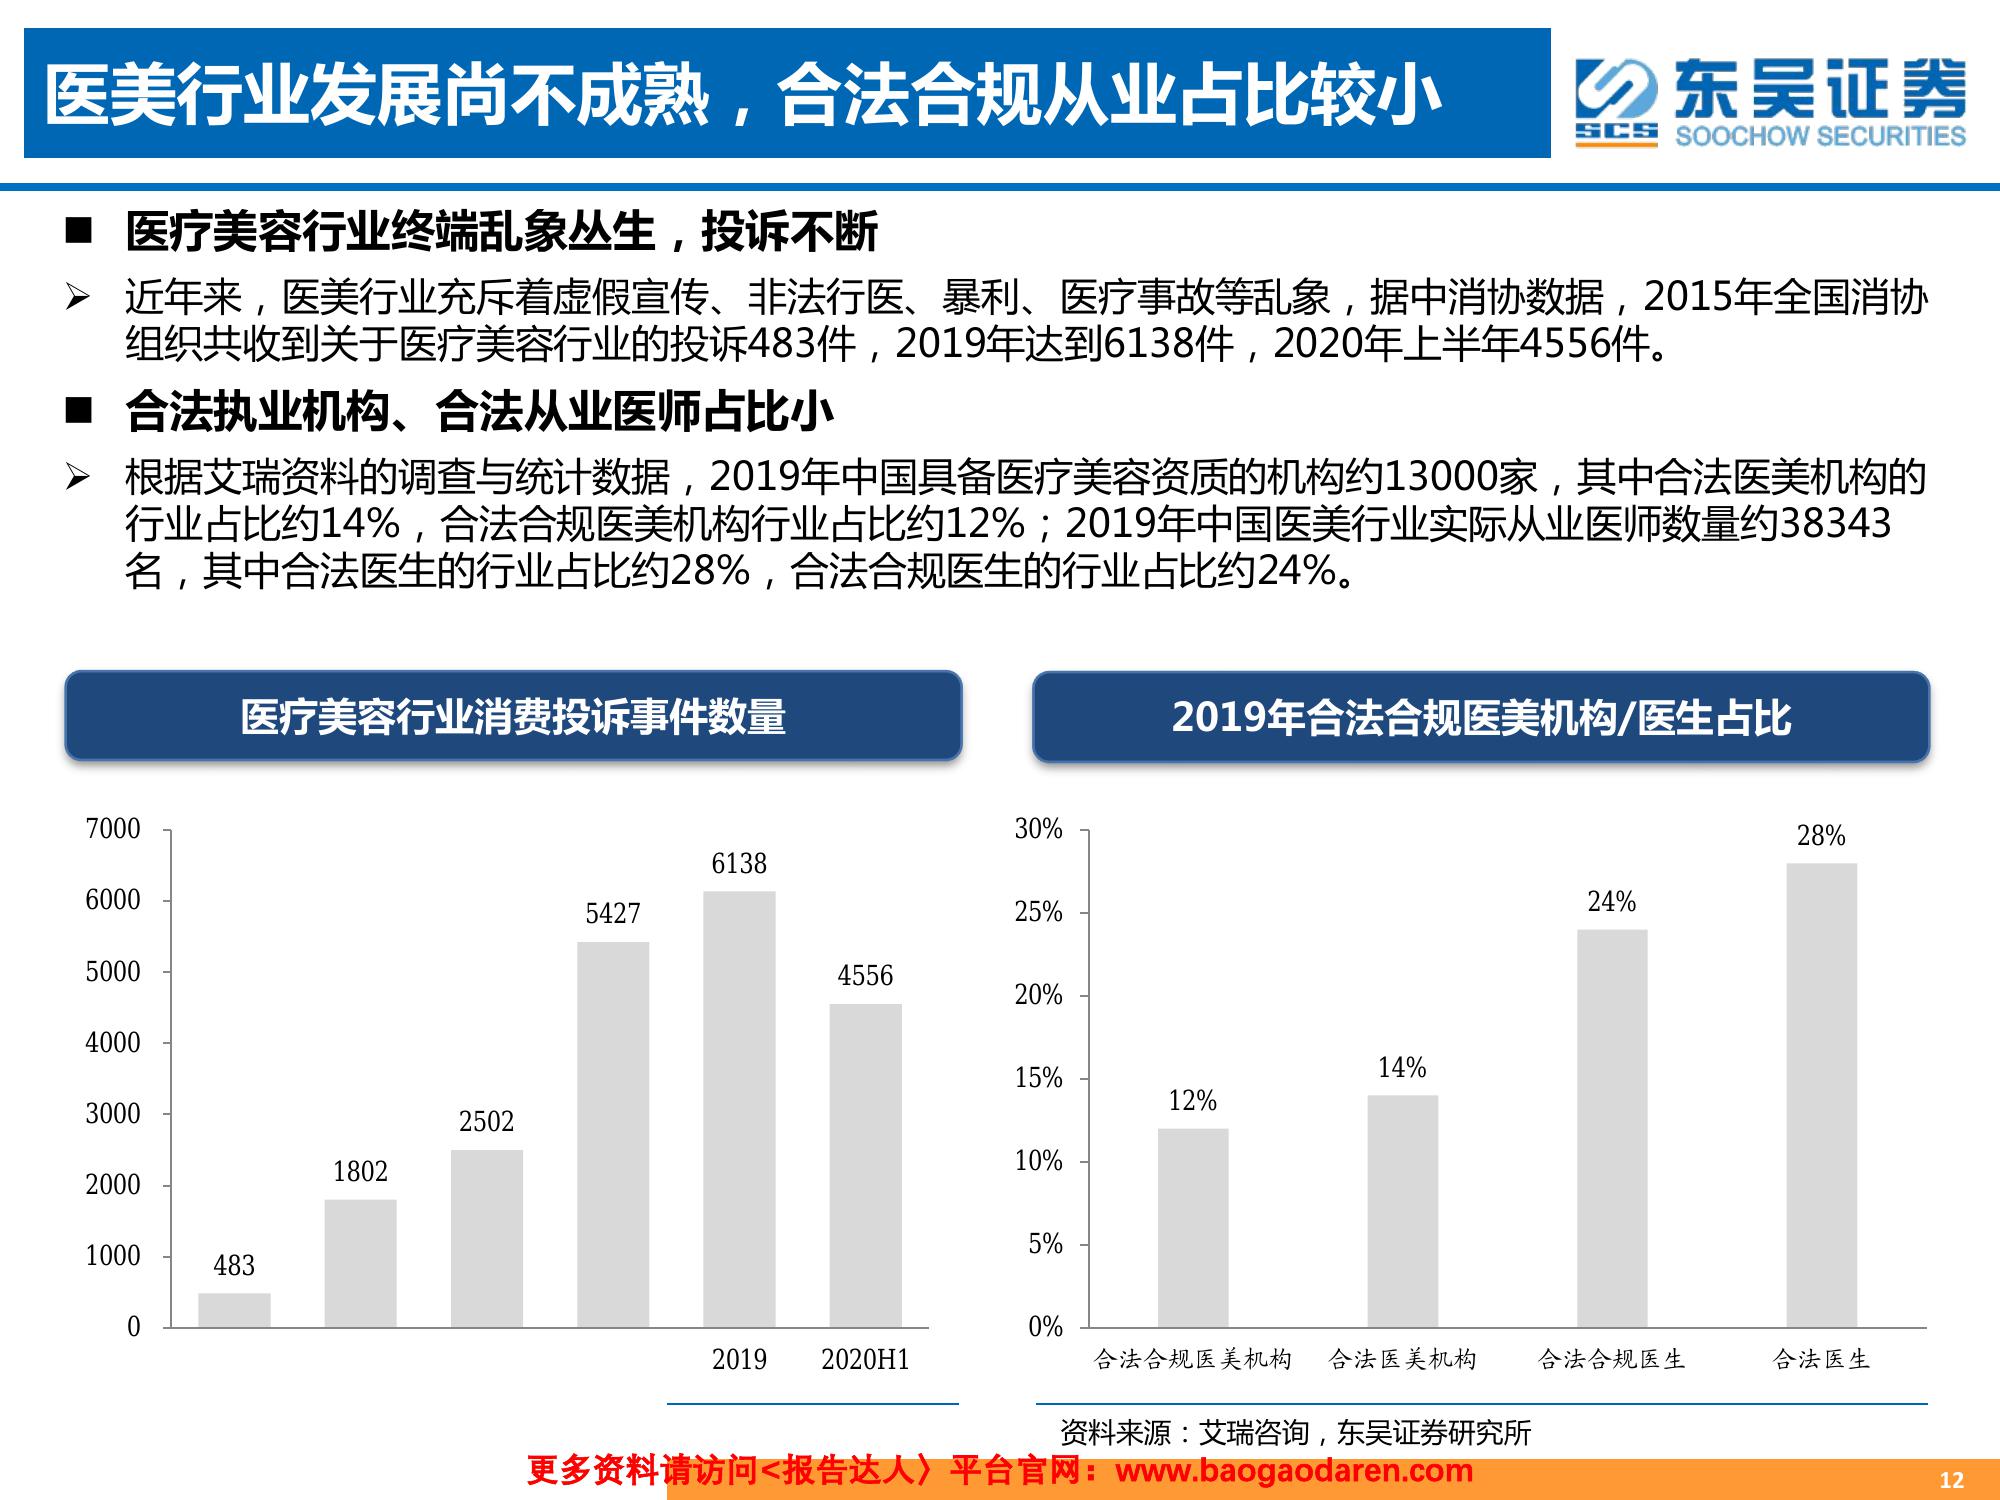 医美行业发展尚不成熟，合法合规从业占比较小
东吴证券
SCS
SOOCHOW SECURITIES
■ 医疗美容行业终端乱象丛生，投诉不断
➢ 近年来，医美行业充斥着虚假宣传、非法行医、暴利、医疗事故等乱象，据中消协数据，2015年全国消协
组织共收到关于医疗美容行业的投诉483件，2019年达到6138件，2020年上半年4556件。
■ 合法执业机构、合法从业医师占比小
➢ 根据艾瑞资料的调查与统计数据，2019年中国具备医疗美容资质的机构约13000家，其中合法医美机构的
行业占比约14%，合法合规医美机构行业占比约12%；2019年中国医美行业实际从业医师数量约38343
名，其中合法医生的行业占比约28%，合法合规医生的行业占比约24%。
医疗美容行业消费投诉事件数量
7000
6000
5000
4000
3000
2000
1000
0
483
1802
2502
5427
6138
4556
2019 2020H1
2019年合法合规医美机构/医生占比
30%
25%
20%
15%
10%
5%
0%
12%
14%
24%
28%
合法合规医美机构 合法医美机构 合法合规医生 合法医生
资料来源：艾瑞咨询，东吴证券研究所
更多资料请访问<报告达人〉平台官网：www.baogaodaren.com
12